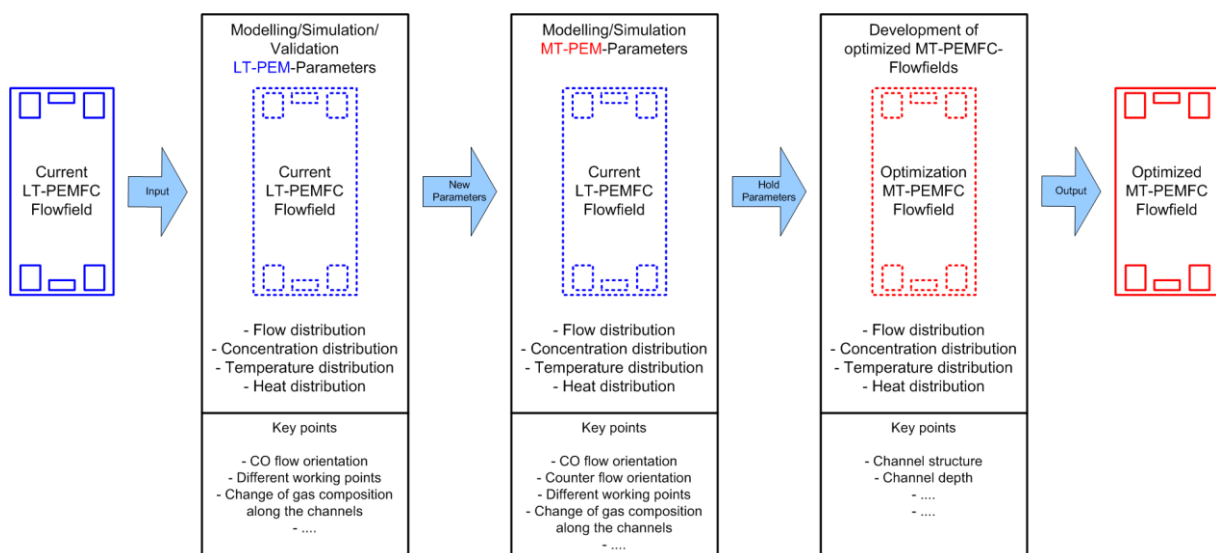 Current
LT-PEMFC
Flowfield
Input
Modelling/Simulation/
Validation
LT-PEM-Parameters
Current
LT-PEMFC
Flowfield
- Flow distribution
- Concentration distribution
- Temperature distribution
- Heat distribution
Key points
- CO flow orientation
- Different working points
- Change of gas composition
along the channels
- ....
New
Parameters
Modelling/Simulation
MT-PEM-Parameters
Current
LT-PEMFC
Flowfield
- Flow distribution
- Concentration distribution
- Temperature distribution
- Heat distribution
Key points
- CO flow orientation
- Counter flow orientation
- Different working points
- Change of gas composition
along the channels
- ....
Hold
Parameters
Development of
optimized MT-PEMFC-
Flowfields
Optimization
MT-PEMFC
Flowfield
- Flow distribution
- Concentration distribution
- Temperature distribution
- Heat distribution
Key points
- Channel structure
- Channel depth
- ....
- ....
Output
Optimized
MT-PEMFC
Flowfield